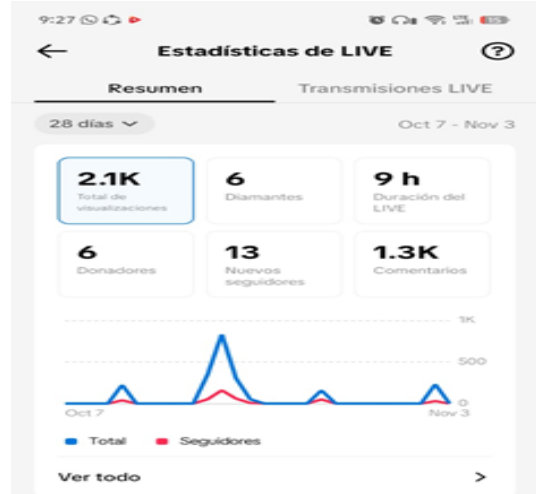 9:27
Estadísticas de LIVE
Resumen Transmisiones LIVE
28 días Oct 7 - Nov 3
2.1K 6 9 h
Total de Diamantes Duración del
visualizaciones LIVE
6 13 1.3K
Donadores Nuevos Comentarios
seguidores
1K
500
0
Oct 7 Nov 3
Total Seguidores
Ver todo